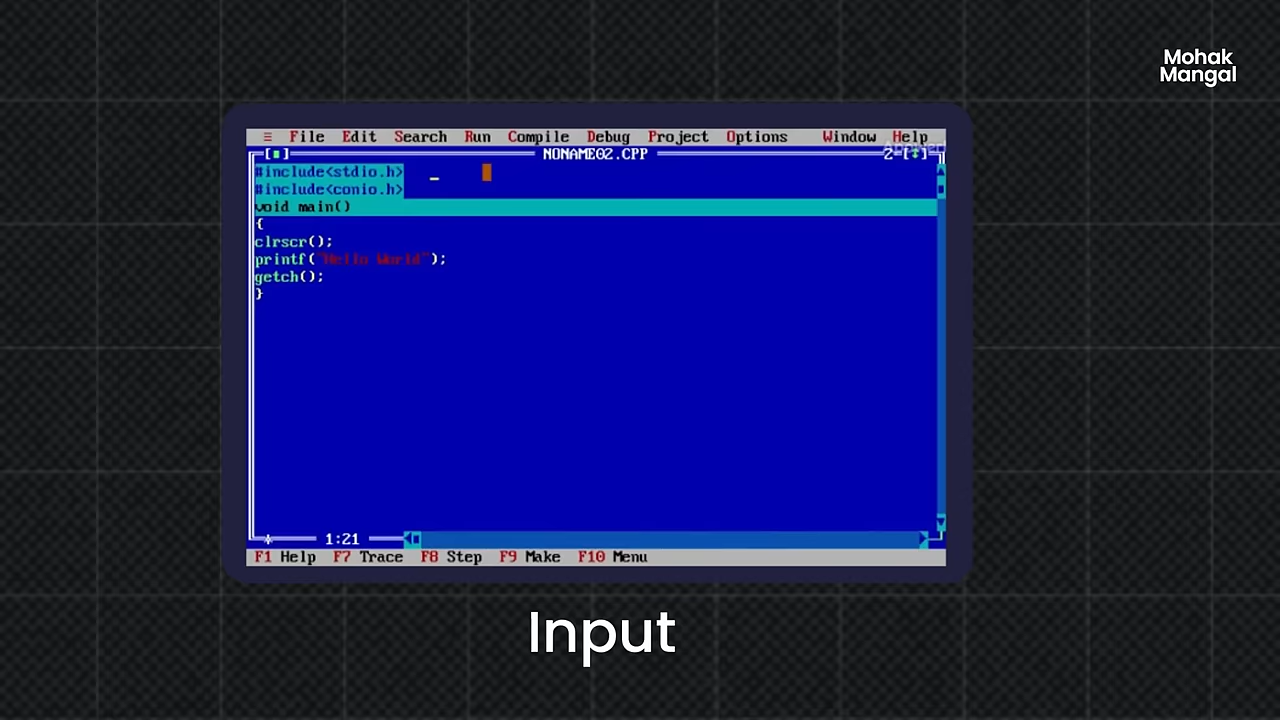 Mohak
Mangal
≡ File Edit Search Run Compile Debug Project Options Window Help
[■] NONAME02.CPP 2=[↕]
#include<stdio.h>
#include<conio.h>
void main()
{
clrscr();
printf("Hello World");
getch();
}
* 1:21
F1 Help F7 Trace F8 Step F9 Make F10 Menu
Input